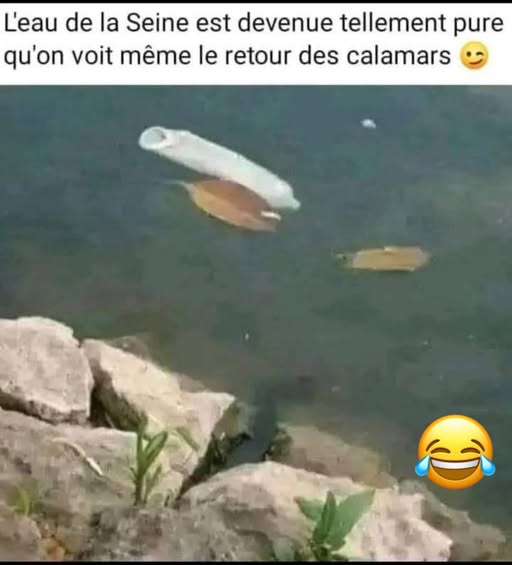 L'eau de la Seine est devenue tellement pure
qu'on voit même le retour des calamars 😉